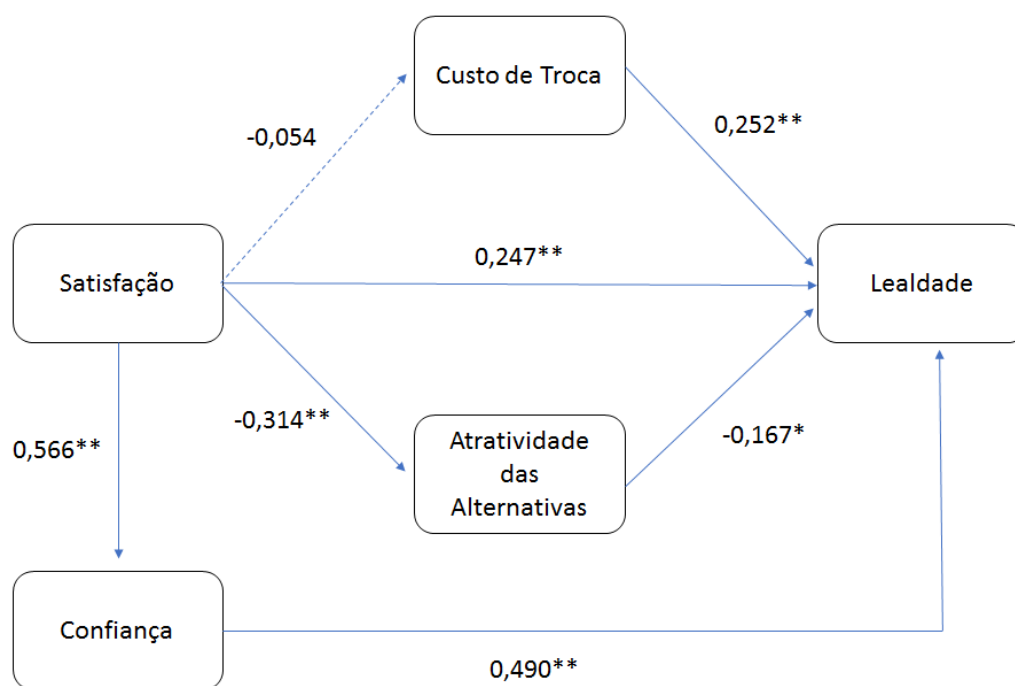 Custo de Troca
-0,054
0,252**
0,247**
Satisfação
Lealdade
-0,314**
-0,167*
0,566**
Atratividade
das
Alternativas
Confiança
0,490**